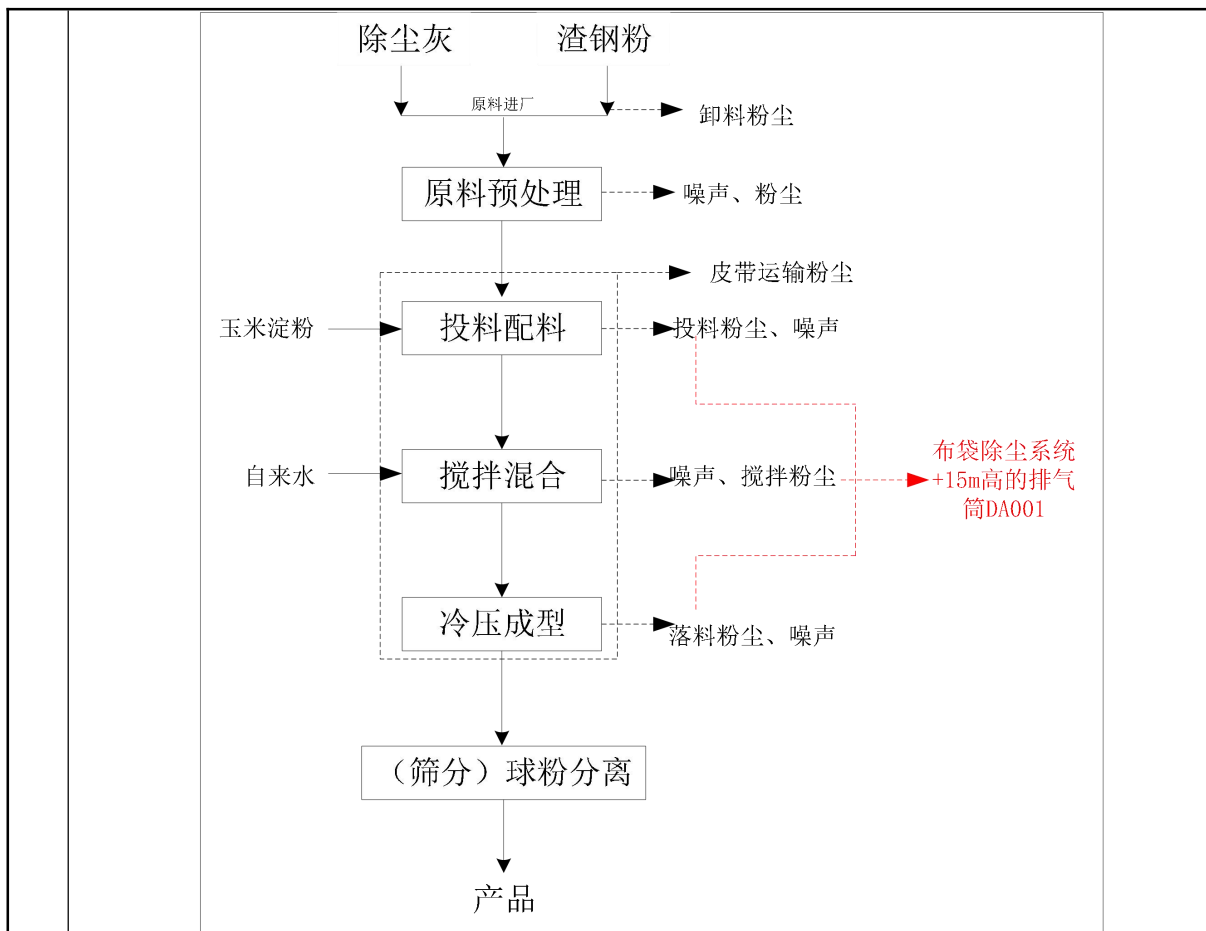 除尘灰
渣钢粉
原料进厂
卸料粉尘
原料预处理
噪声、粉尘
皮带运输粉尘
玉米淀粉
投料配料
投料粉尘、噪声
自来水
搅拌混合
噪声、搅拌粉尘
布袋除尘系统
+15m高的排气
筒DA001
冷压成型
落料粉尘、噪声
（筛分）球粉分离
产品